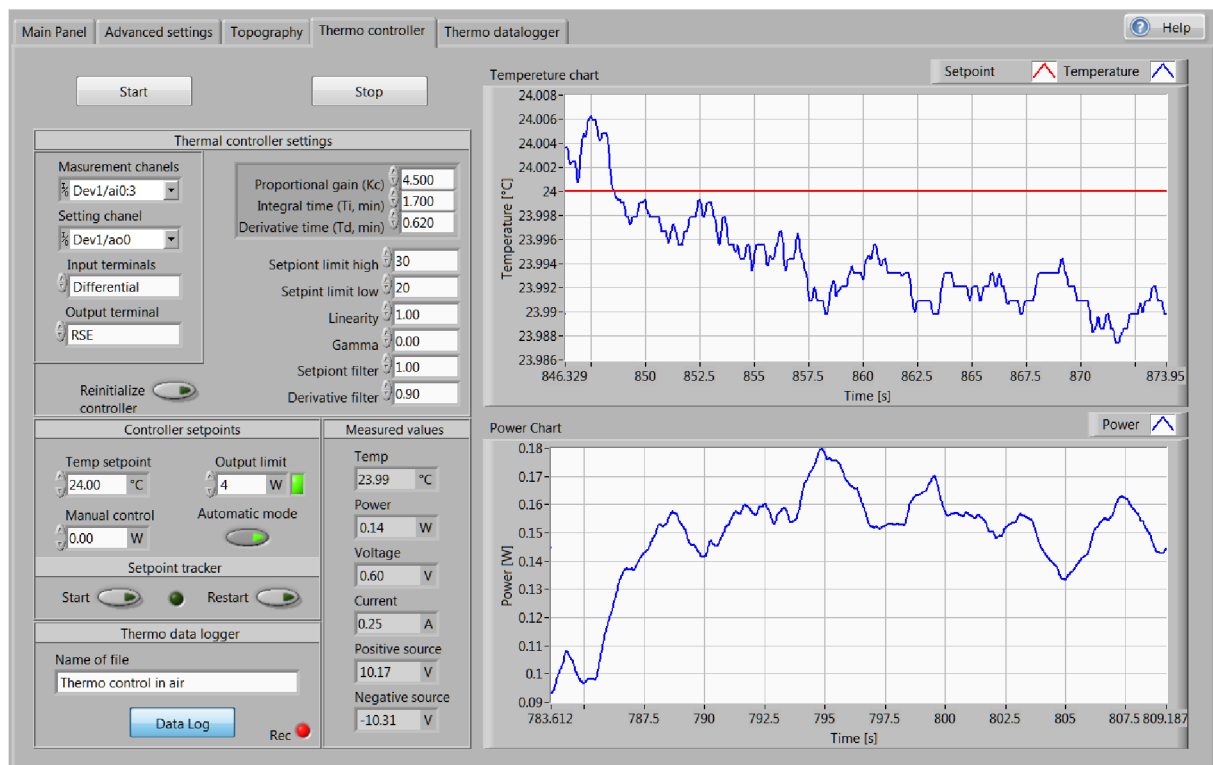 Main Panel Advanced settings Topography Thermo controller Thermo datalogger Help
Start Stop
Thermal controller settings
Masurement chanels
Dev1/ai0:3
Setting chanel
Dev1/ao0
Input terminals
Differential
Output terminal
RSE
Reinitialize
controller
Proportional gain (Kc) 4.500
Integral time (Ti, min) 1.700
Derivative time (Td, min) 0.620
Setpiont limit high 30
Setpint limit low 20
Linearity 1.00
Gamma 0.00
Setpiont filter 1.00
Derivative filter 0.90
Controller setpoints
Temp setpoint Output limit
24.00 °C 4 W
Manual control Automatic mode
0.00 W
Setpoint tracker
Start Restart
Thermo data logger
Name of file
Thermo control in air
Data Log Rec
Measured values
Temp
23.99 °C
Power
0.14 W
Voltage
0.60 V
Current
0.25 A
Positive source
10.17 V
Negative source
-10.31 V
Tempereture chart Setpoint Temperature
24.008
24.006
24.004
24.002
24
23.998
23.996
23.994
23.992
23.99
23.988
23.986
Temperature [°C]
846.329 850 852.5 855 857.5 860 862.5 865 867.5 870 873.95
Time [s]
Power Chart Power
0.18
0.17
0.16
0.15
0.14
0.13
0.12
0.11
0.1
0.09
Power [W]
783.612 787.5 790 792.5 795 797.5 800 802.5 805 807.5 809.187
Time [s]